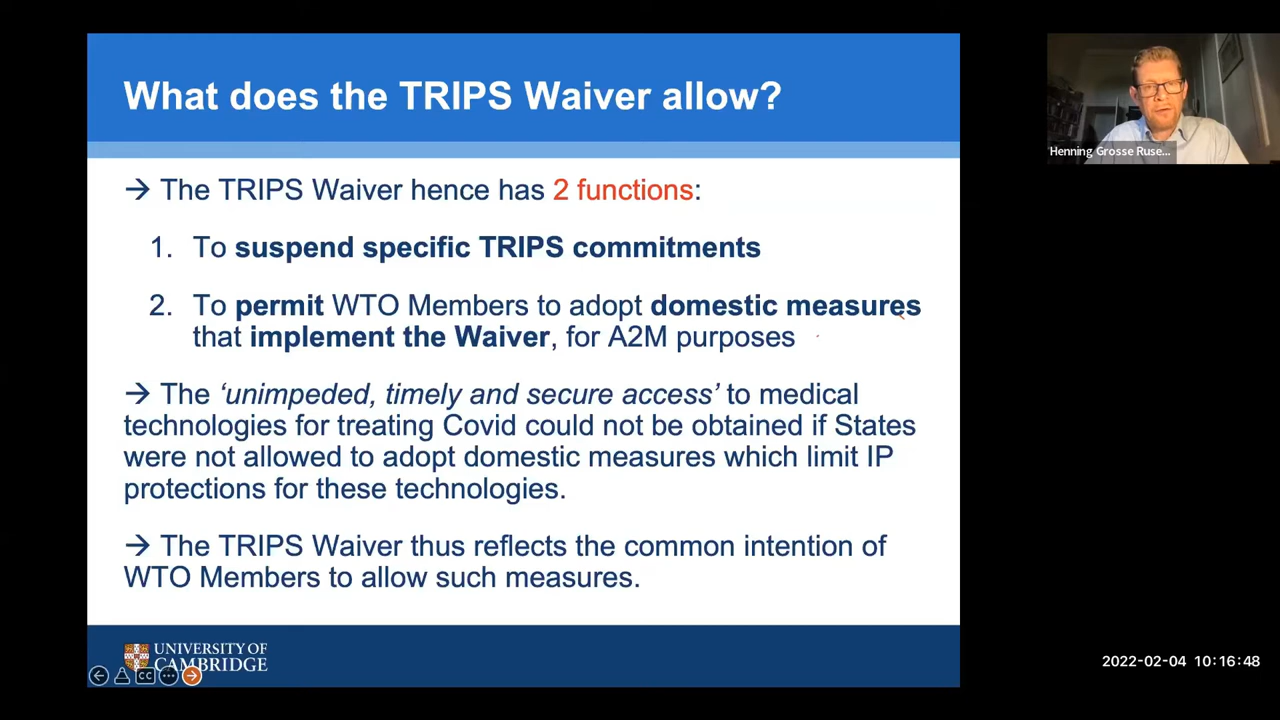 What does the TRIPS Waiver allow?
→ The TRIPS Waiver hence has 2 functions:
1. To suspend specific TRIPS commitments
2. To permit WTO Members to adopt domestic measures
that implement the Waiver, for A2M purposes
→ The ‘unimpeded, timely and secure access’ to medical
technologies for treating Covid could not be obtained if States
were not allowed to adopt domestic measures which limit IP
protections for these technologies.
→ The TRIPS Waiver thus reflects the common intention of
WTO Members to allow such measures.
UNIVERSITY OF
CAMBRIDGE
CC
Henning Grosse Ruse...
2022-02-04 10:16:48